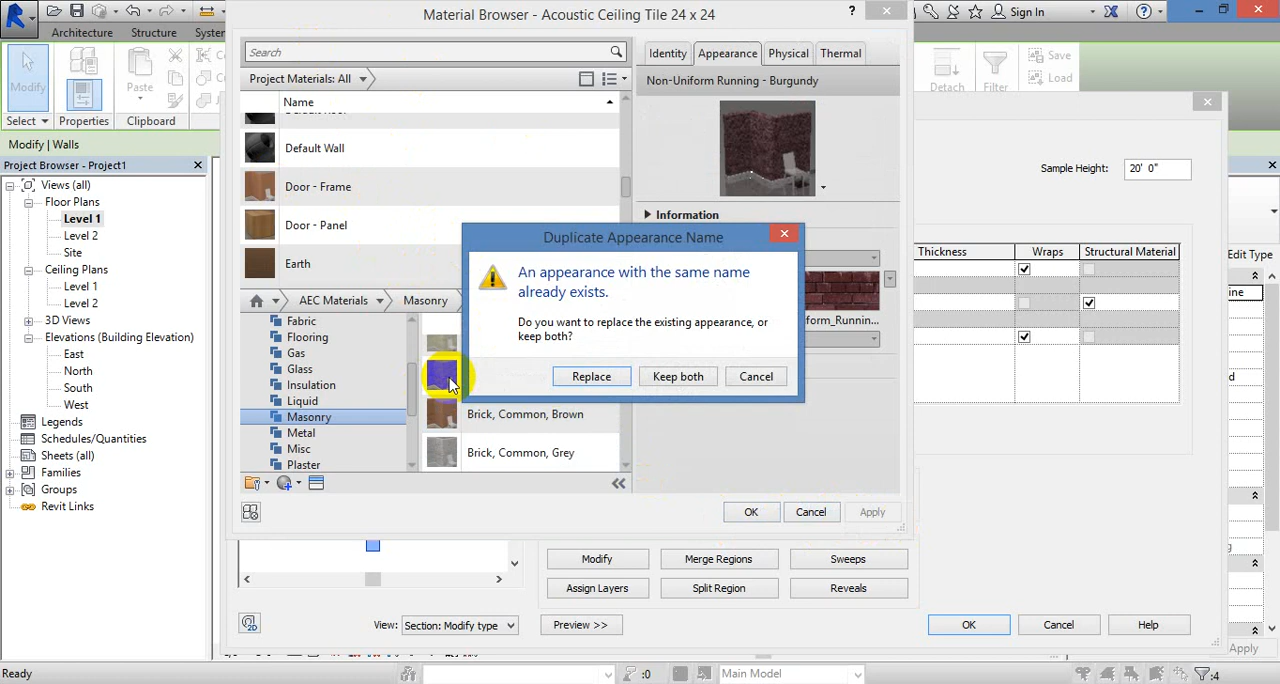 Material Browser - Acoustic Ceiling Tile 24 x 24
?
Sign In
Architecture
Structure
Search
Project Materials: All
Name
Default Wall
Door - Frame
Door - Panel
Earth
Identity
Appearance
Physical
Thermal
Non-Uniform Running - Burgundy
Information
Modify
Paste
Select
Properties
Clipboard
Save
Load
Detach
Filter
Modify | Walls
Project Browser - Project1
Views (all)
Floor Plans
Level 1
Level 2
Site
Ceiling Plans
Level 1
Level 2
3D Views
Elevations (Building Elevation)
East
North
South
West
Legends
Schedules/Quantities
Sheets (all)
Families
Groups
Revit Links
Duplicate Appearance Name
An appearance with the same name
already exists.
Do you want to replace the existing appearance, or
keep both?
Replace
Keep both
Cancel
AEC Materials
Masonry
Fabric
Flooring
Gas
Glass
Insulation
Liquid
Masonry
Metal
Misc
Plaster
Brick, Common, Brown
Brick, Common, Grey
OK
Cancel
Apply
Sample Height:
20' 0"
Thickness
Wraps
Structural Material
Edit Type
Modify
Merge Regions
Sweeps
Assign Layers
Split Region
Reveals
View:
Section: Modify type
Preview >>
OK
Cancel
Help
Apply
Ready
:0
Main Model
:4